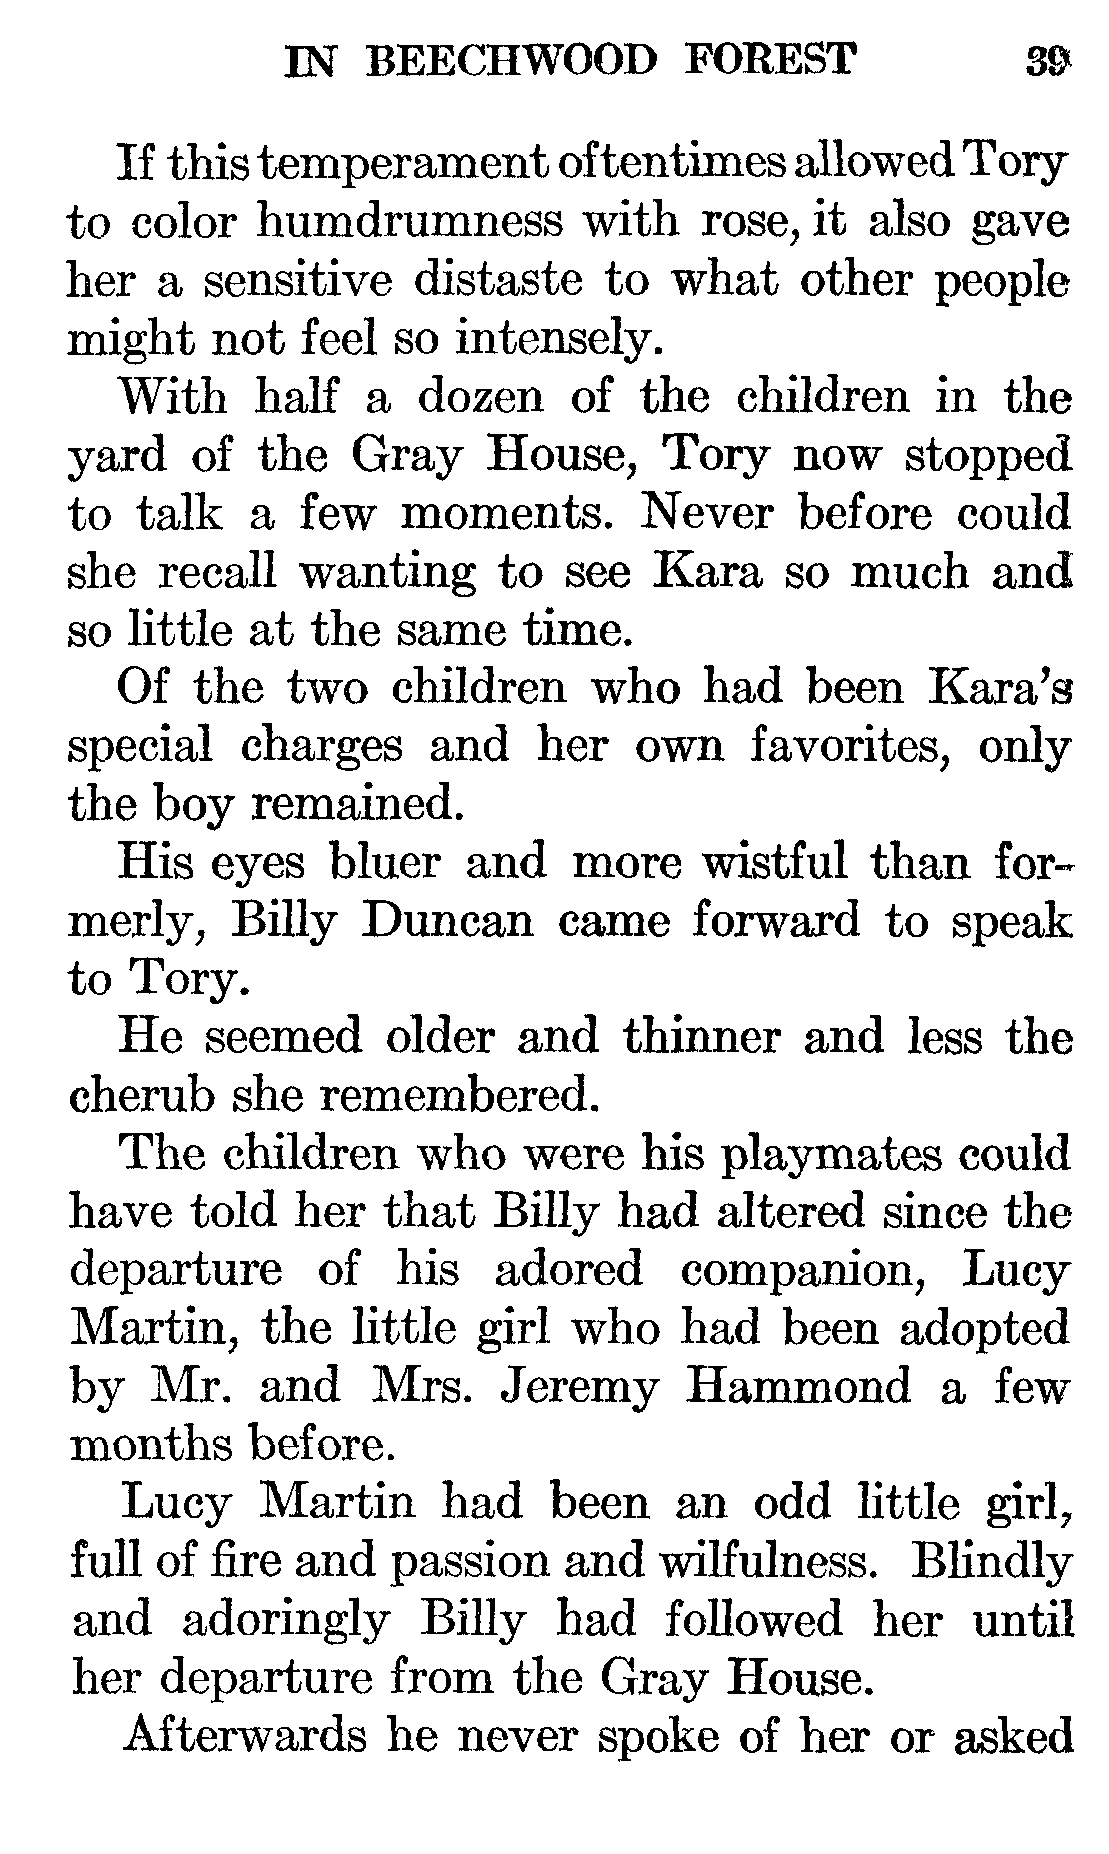 IN BEECHWOOD FOREST 39
If this temperament oftentimes allowed Tory
to color humdrumness with rose, it also gave
her a sensitive distaste to what other people
might not feel so intensely.
With half a dozen of the children in the
yard of the Gray House, Tory now stopped
to talk a few moments. Never before could
she recall wanting to see Kara so much and
so little at the same time.
Of the two children who had been Kara's
special charges and her own favorites, only
the boy remained.
His eyes bluer and more wistful than for-
merly, Billy Duncan came forward to speak
to Tory.
He seemed older and thinner and less the
cherub she remembered.
The children who were his playmates could
have told her that Billy had altered since the
departure of his adored companion, Lucy
Martin, the little girl who had been adopted
by Mr. and Mrs. Jeremy Hammond a few
months before.
Lucy Martin had been an odd little girl,
full of fire and passion and wilfulness. Blindly
and adoringly Billy had followed her until
her departure from the Gray House.
Afterwards he never spoke of her or asked